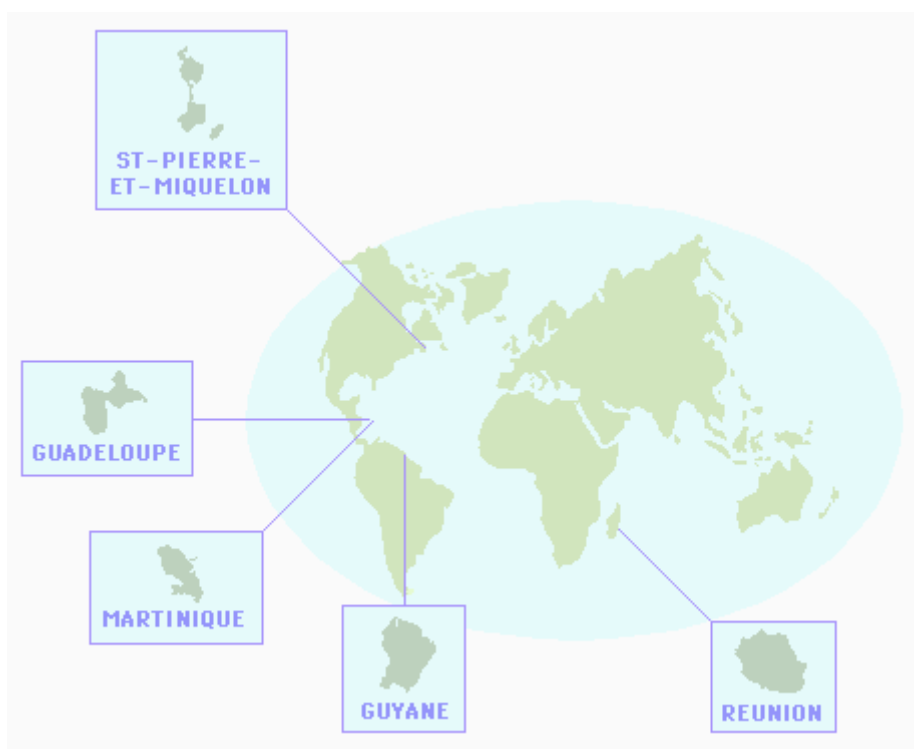 ST-PIERRE-
ET-MIQUELON
GUADELOUPE
MARTINIQUE
GUYANE
REUNION